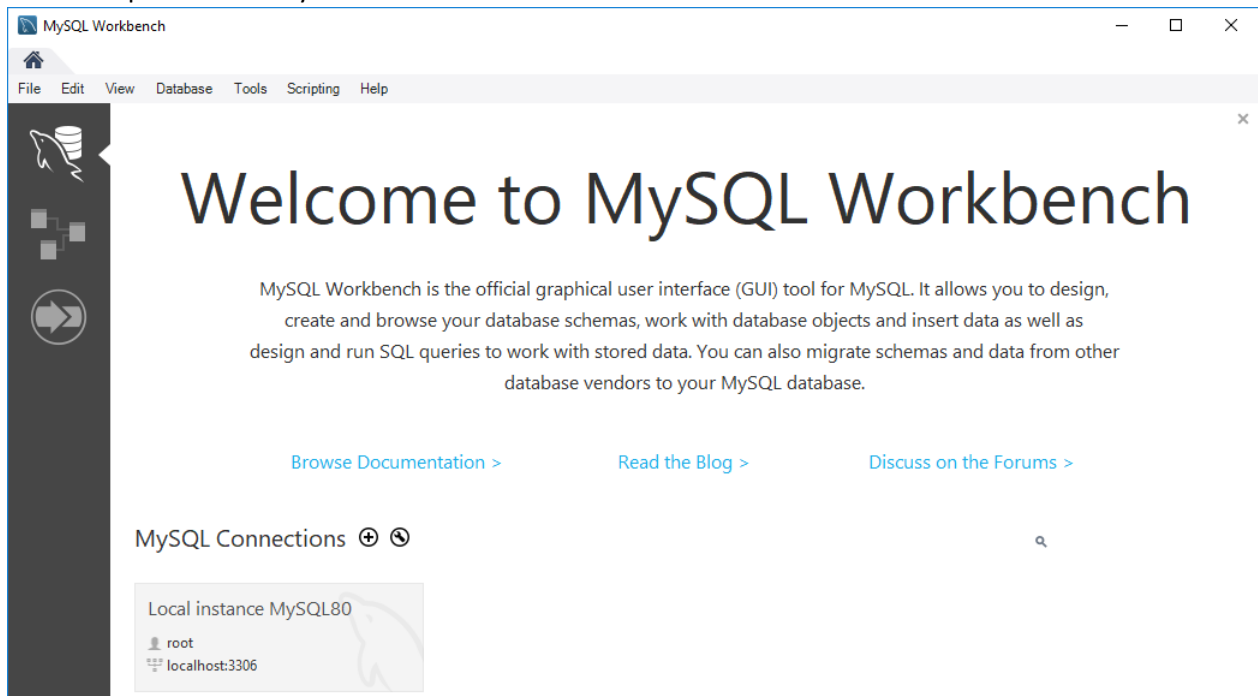 MySQL Workbench
File Edit View Database Tools Scripting Help
Welcome to MySQL Workbench
MySQL Workbench is the official graphical user interface (GUI) tool for MySQL. It allows you to design,
create and browse your database schemas, work with database objects and insert data as well as
design and run SQL queries to work with stored data. You can also migrate schemas and data from other
database vendors to your MySQL database.
Browse Documentation > Read the Blog > Discuss on the Forums >
MySQL Connections
Local instance MySQL80
root
localhost:3306